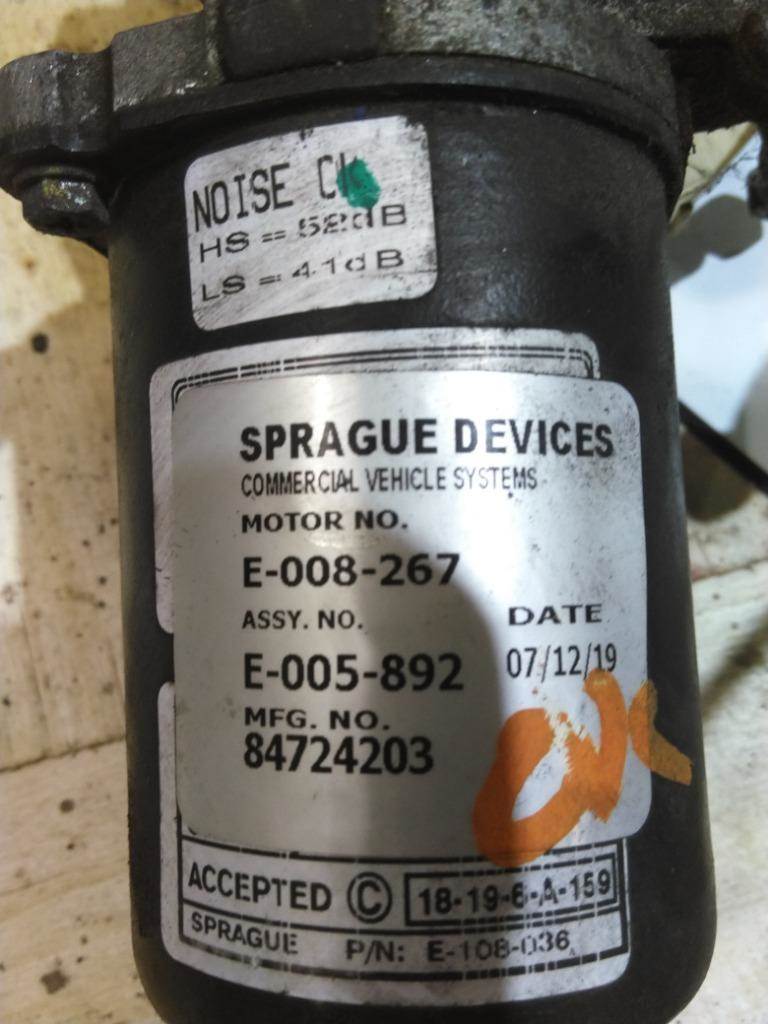 NOISE CK
HS = 52dB
LS = 41dB
SPRAGUE DEVICES
COMMERCIAL VEHICLE SYSTEMS
MOTOR NO.
E-008-267
ASSY. NO.
DATE
E-005-892
07/12/19
MFG. NO.
84724203
ACCEPTED © 18-19-6-A-159
SPRAGUE P/N: E-108-036